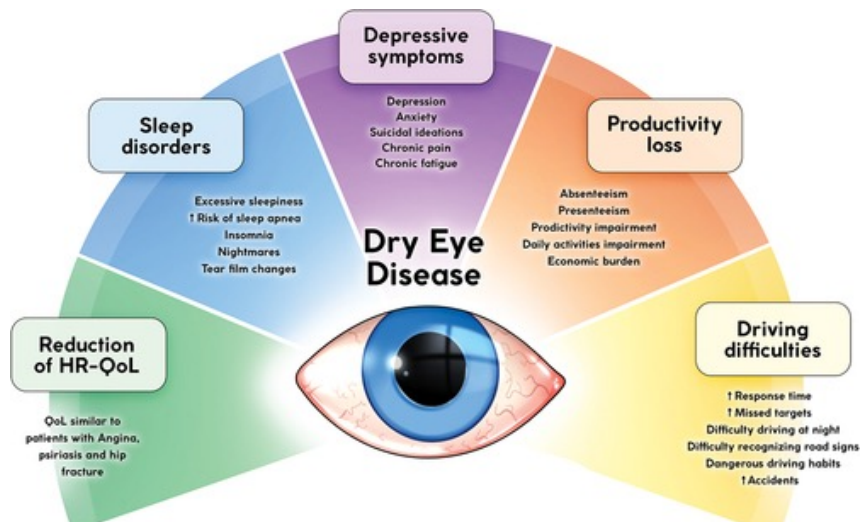 Depressive
symptoms
Depression
Anxiety
Suicidal ideations
Chronic pain
Chronic fatigue
Sleep
disorders
Excessive sleepiness
↑ Risk of sleep apnea
Insomnia
Nightmares
Tear film changes
Productivity
loss
Absenteeism
Presenteeism
Prodictivity impairment
Daily activities impairment
Economic burden
Dry Eye
Disease
Reduction
of HR-QoL
QoL similar to
patients with Angina,
psiriasis and hip
fracture
Driving
difficulties
↑ Response time
↑ Missed targets
Difficulty driving at night
Difficulty recognizing road signs
Dangerous driving habits
↑ Accidents